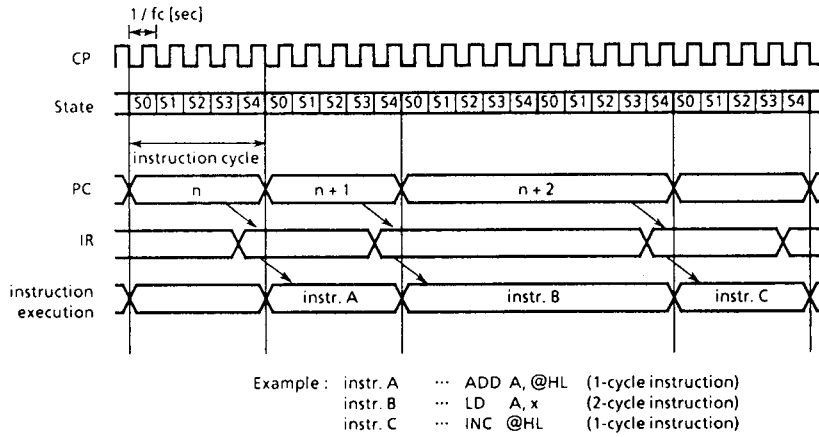 1 / fc [sec]
CP
State S0 S1 S2 S3 S4 S0 S1 S2 S3 S4 S0 S1 S2 S3 S4 S0 S1 S2 S3 S4 S0 S1 S2 S3 S4
instruction cycle
PC n n + 1 n + 2
IR
instruction
execution instr. A instr. B instr. C
Example : instr. A ··· ADD A, @HL (1-cycle instruction)
instr. B ··· LD A, x (2-cycle instruction)
instr. C ··· INC @HL (1-cycle instruction)